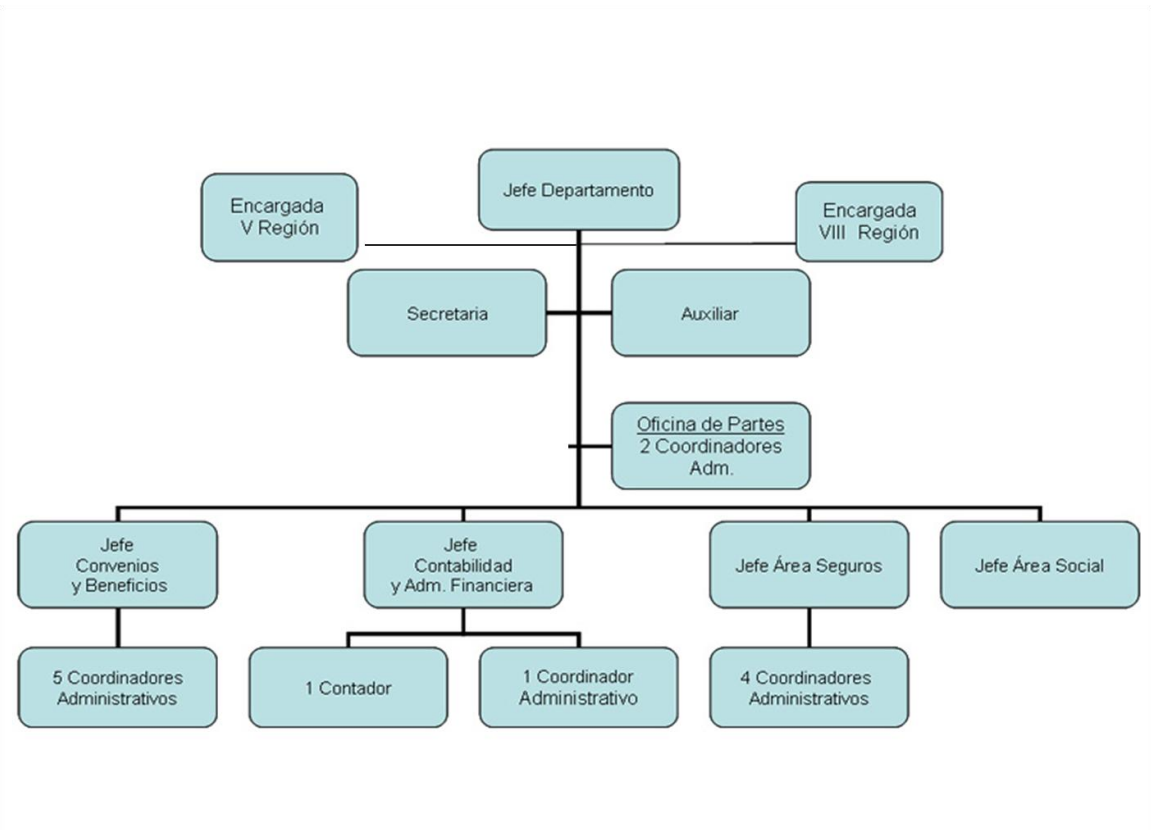 Jefe Departamento
Encargada
V Región
Encargada
VIII Región
Secretaria
Auxiliar
Oficina de Partes
2 Coordinadores
Adm.
Jefe
Convenios
y Beneficios
Jefe
Contabilidad
y Adm. Financiera
Jefe Área Seguros
Jefe Área Social
5 Coordinadores
Administrativos
1 Contador
1 Coordinador
Administrativo
4 Coordinadores
Administrativos